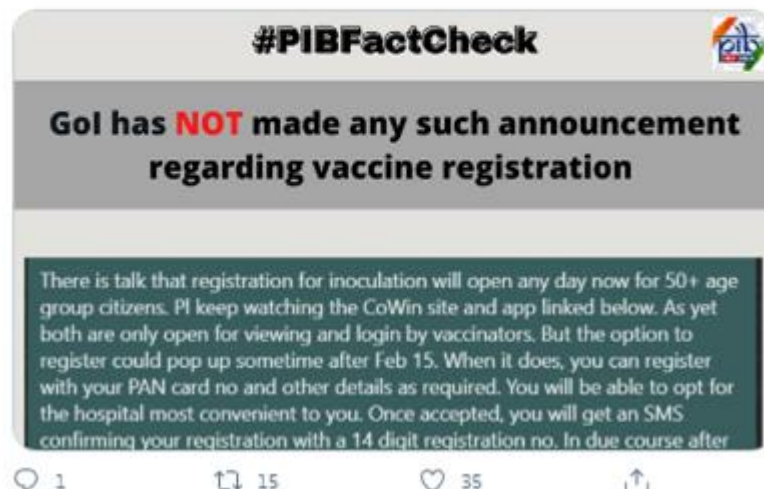 #PIBFactCheck
pib
GoI has NOT made any such announcement
regarding vaccine registration
There is talk that registration for inoculation will open any day now for 50+ age
group citizens. Pl keep watching the CoWin site and app linked below. As yet
both are only open for viewing and login by vaccinators. But the option to
register could pop up sometime after Feb 15. When it does, you can register
with your PAN card no and other details as required. You will be able to opt for
the hospital most convenient to you. Once accepted, you will get an SMS
confirming your registration with a 14 digit registration no. In due course after
1 15 35